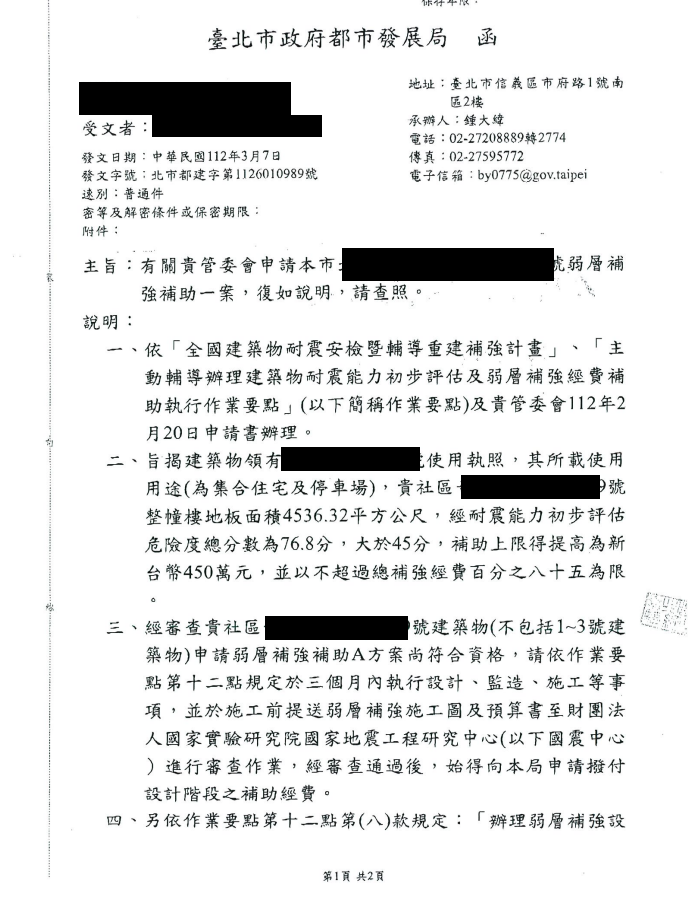 保存年限：
臺北市政府都市發展局　函
地址：臺北市信義區市府路1號南
區2樓
承辦人：鍾大緯
電話：02-27208889轉2774
傳真：02-27595772
電子信箱：by0775@gov.taipei
受文者：
發文日期：中華民國112年3月7日
發文字號：北市都建字第1126010989號
速別：普通件
密等及解密條件或保密期限：
附件：
主旨：有關貴管委會申請本市 號弱層補
強補助一案，復如說明，請查照。
說明：
一、依「全國建築物耐震安檢暨輔導重建補強計畫」、「主
動輔導辦理建築物耐震能力初步評估及弱層補強經費補
助執行作業要點」(以下簡稱作業要點)及貴管委會112年2
月20日申請書辦理。
二、旨揭建築物領有 號使用執照，其所載使用
用途(為集合住宅及停車場)，貴社區 9號
整幢樓地板面積4536.32平方公尺，經耐震能力初步評估
危險度總分數為76.8分，大於45分，補助上限得提高為新
台幣450萬元，並以不超過總補強經費百分之八十五為限
。
三、經審查貴社區 號建築物(不包括1~3號建
築物)申請弱層補強補助A方案尚符合資格，請依作業要
點第十二點規定於三個月內執行設計、監造、施工等事
項，並於施工前提送弱層補強施工圖及預算書至財團法
人國家實驗研究院國家地震工程研究中心(以下國震中心
）進行審查作業，經審查通過後，始得向本局申請撥付
設計階段之補助經費。
四、另依作業要點第十二點第(八)款規定：「辦理弱層補強設
第1頁 共2頁